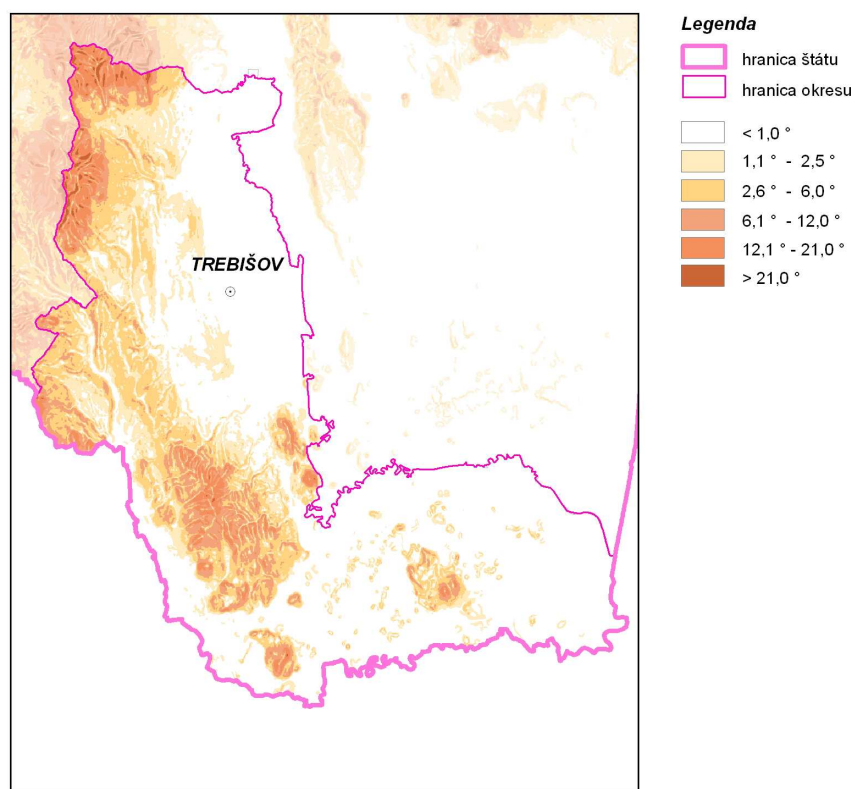 Legenda
hranica štátu
hranica okresu
< 1,0 °
1,1 ° - 2,5 °
2,6 ° - 6,0 °
6,1 ° - 12,0 °
12,1 ° - 21,0 °
> 21,0 °
TREBIŠOV